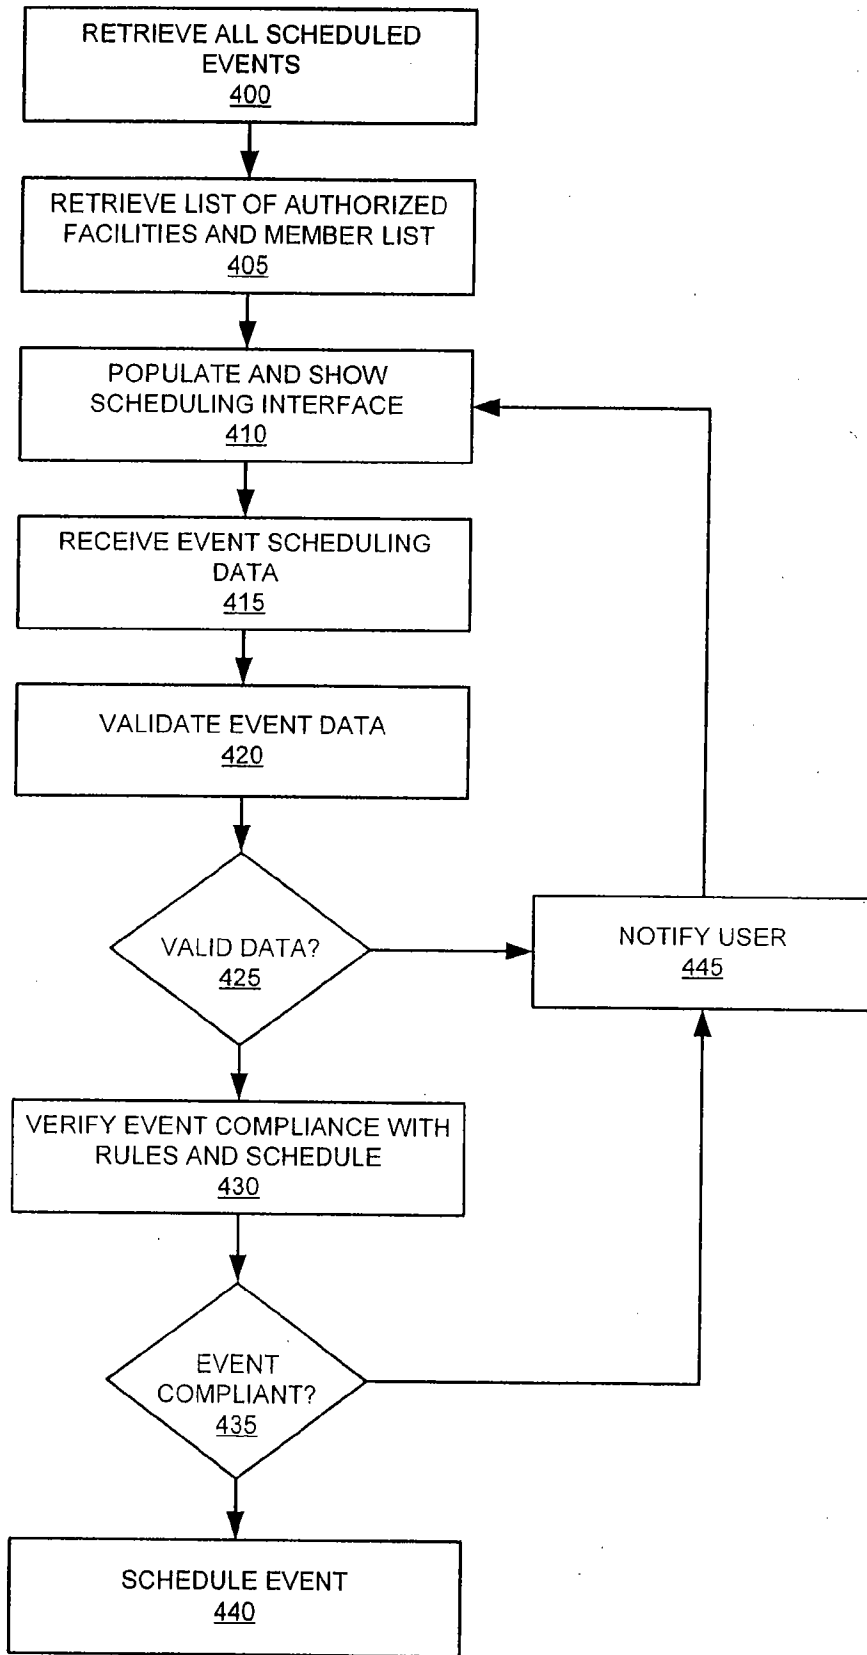 RETRIEVE ALL SCHEDULED
EVENTS
400
RETRIEVE LIST OF AUTHORIZED
FACILITIES AND MEMBER LIST
405
POPULATE AND SHOW
SCHEDULING INTERFACE
410
RECEIVE EVENT SCHEDULING
DATA
415
VALIDATE EVENT DATA
420
VALID DATA?
425
NOTIFY USER
445
VERIFY EVENT COMPLIANCE WITH
RULES AND SCHEDULE
430
EVENT
COMPLIANT?
435
SCHEDULE EVENT
440